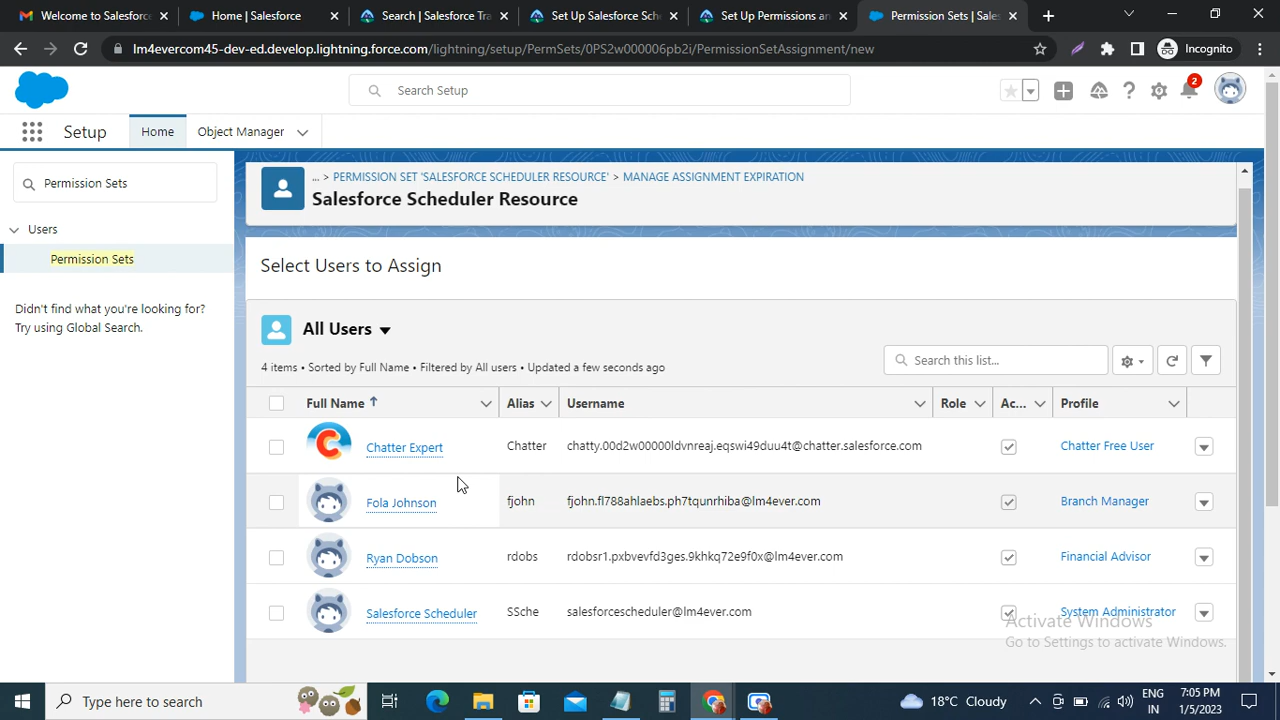 Welcome to Salesforc
Home | Salesforce
Search | Salesforce Tra
Set Up Salesforce Sch
Set Up Permissions an
Permission Sets | Sales
lm4evercom45-dev-ed.develop.lightning.force.com/lightning/setup/PermSets/0PS2w000006pb2i/PermissionSetAssignment/new
Incognito
Search Setup
2
Setup
Home
Object Manager
Permission Sets
Users
Permission Sets
Didn't find what you're looking for?
Try using Global Search.
... > PERMISSION SET 'SALESFORCE SCHEDULER RESOURCE' > MANAGE ASSIGNMENT EXPIRATION
Salesforce Scheduler Resource
Select Users to Assign
All Users
4 items • Sorted by Full Name • Filtered by All users • Updated a few seconds ago
Search this list...
Full Name Alias Username Role Ac... Profile
Chatter Expert Chatter chatty.00d2w00000ldvnreaj.eqswi49duu4t@chatter.salesforce.com Chatter Free User
Fola Johnson fjohn fjohn.fl788ahlaebs.ph7tqunrhiba@lm4ever.com Branch Manager
Ryan Dobson rdobs rdobsr1.pxbvevfd3ges.9khkq72e9f0x@lm4ever.com Financial Advisor
Salesforce Scheduler SSche salesforcescheduler@lm4ever.com System Administrator
Activate Windows
Go to Settings to activate Windows.
Type here to search
18°C Cloudy
ENG
IN
7:05 PM
1/5/2023